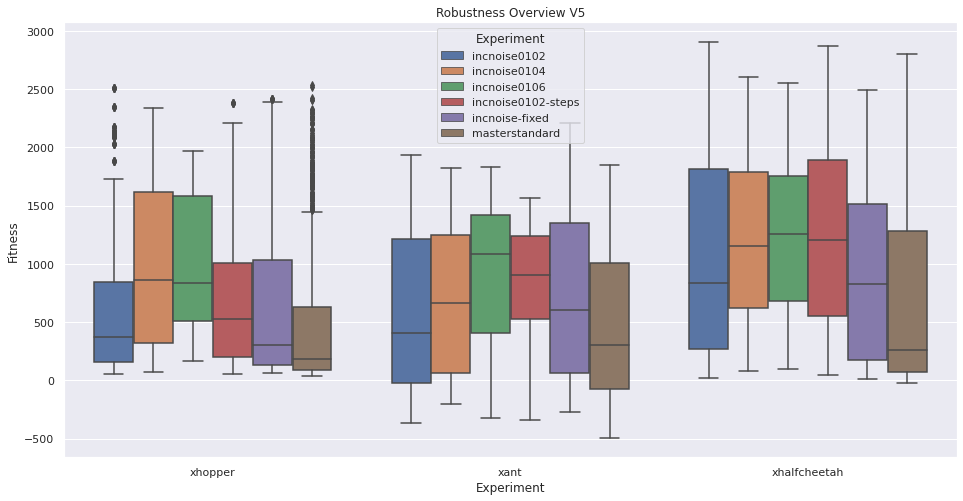 Robustness Overview V5
Experiment
incnoise0102
incnoise0104
incnoise0106
incnoise0102-steps
incnoise-fixed
masterstandard
Fitness
3000
2500
2000
1500
1000
500
0
−500
xhopper
xant
xhalfcheetah
Experiment